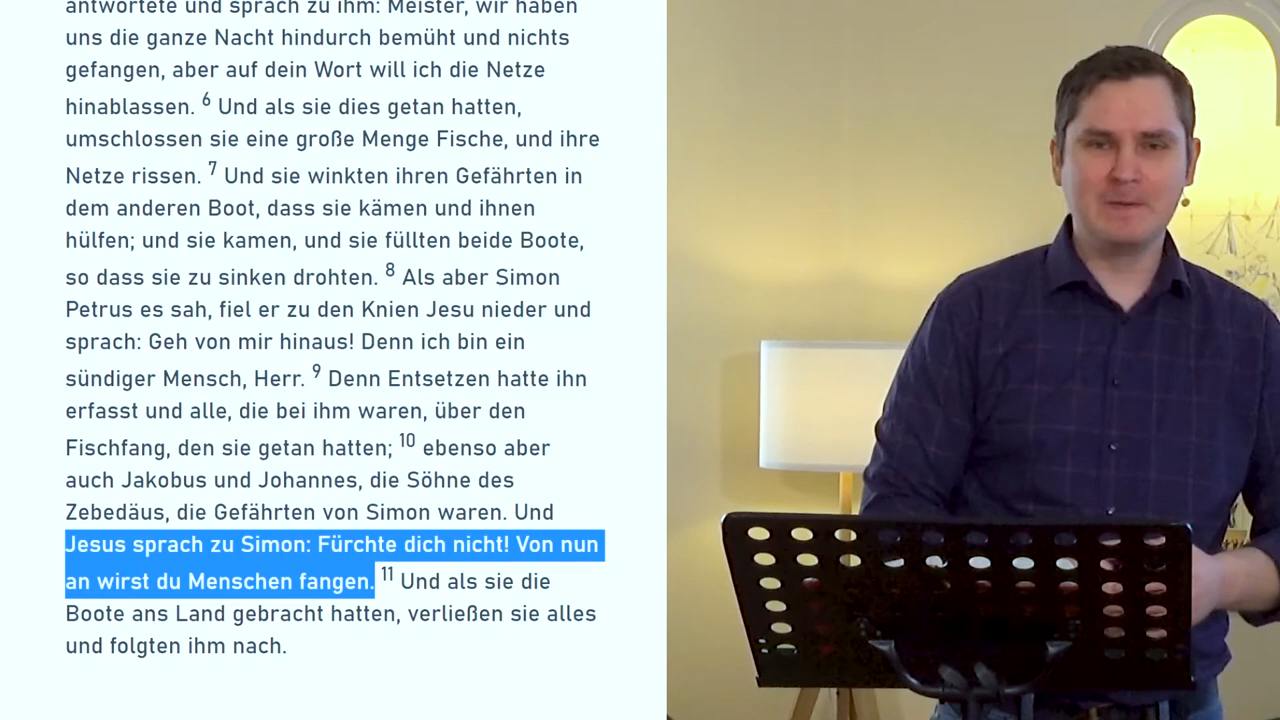 antwortete und sprach zu ihm: Meister, wir haben
uns die ganze Nacht hindurch bemüht und nichts
gefangen, aber auf dein Wort will ich die Netze
hinablassen. 6 Und als sie dies getan hatten,
umschlossen sie eine große Menge Fische, und ihre
Netze rissen. 7 Und sie winkten ihren Gefährten in
dem anderen Boot, dass sie kämen und ihnen
hülfen; und sie kamen, und sie füllten beide Boote,
so dass sie zu sinken drohten. 8 Als aber Simon
Petrus es sah, fiel er zu den Knien Jesu nieder und
sprach: Geh von mir hinaus! Denn ich bin ein
sündiger Mensch, Herr. 9 Denn Entsetzen hatte ihn
erfasst und alle, die bei ihm waren, über den
Fischfang, den sie getan hatten; 10 ebenso aber
auch Jakobus und Johannes, die Söhne des
Zebedäus, die Gefährten von Simon waren. Und
Jesus sprach zu Simon: Fürchte dich nicht! Von nun
an wirst du Menschen fangen. 11 Und als sie die
Boote ans Land gebracht hatten, verließen sie alles
und folgten ihm nach.